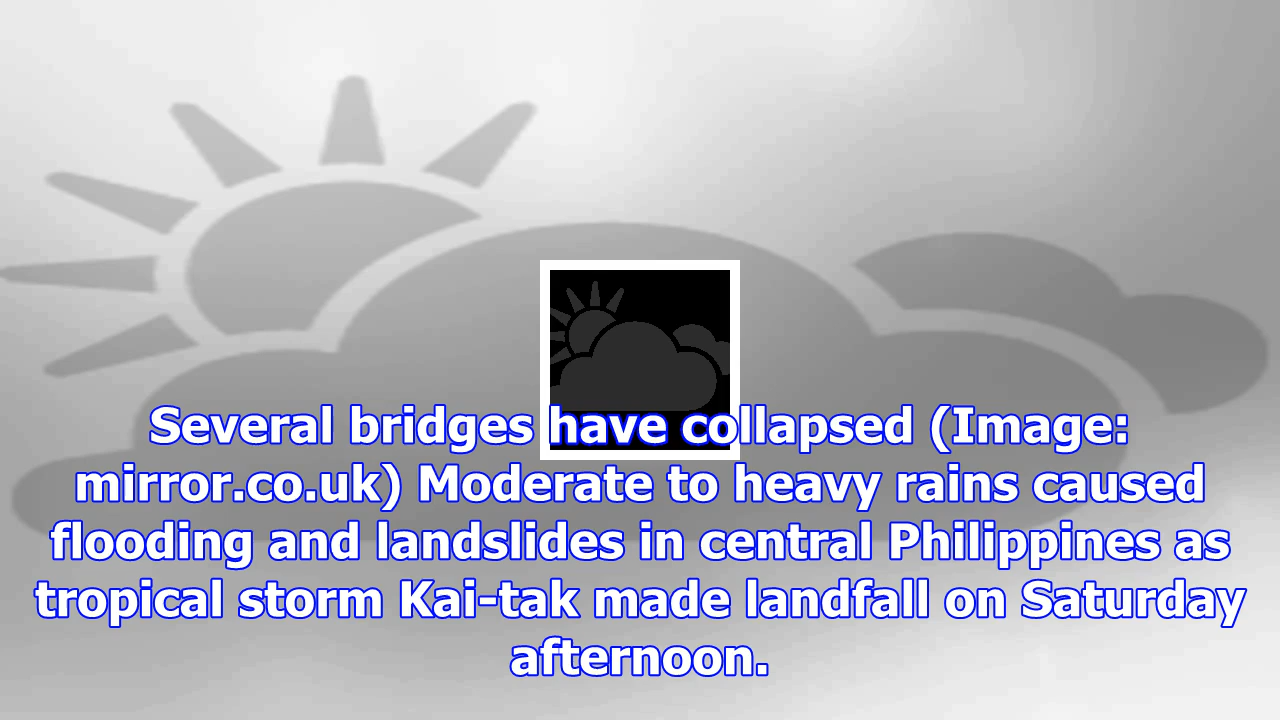 Several bridges have collapsed (Image:
mirror.co.uk) Moderate to heavy rains caused
flooding and landslides in central Philippines as
tropical storm Kai-tak made landfall on Saturday
afternoon.